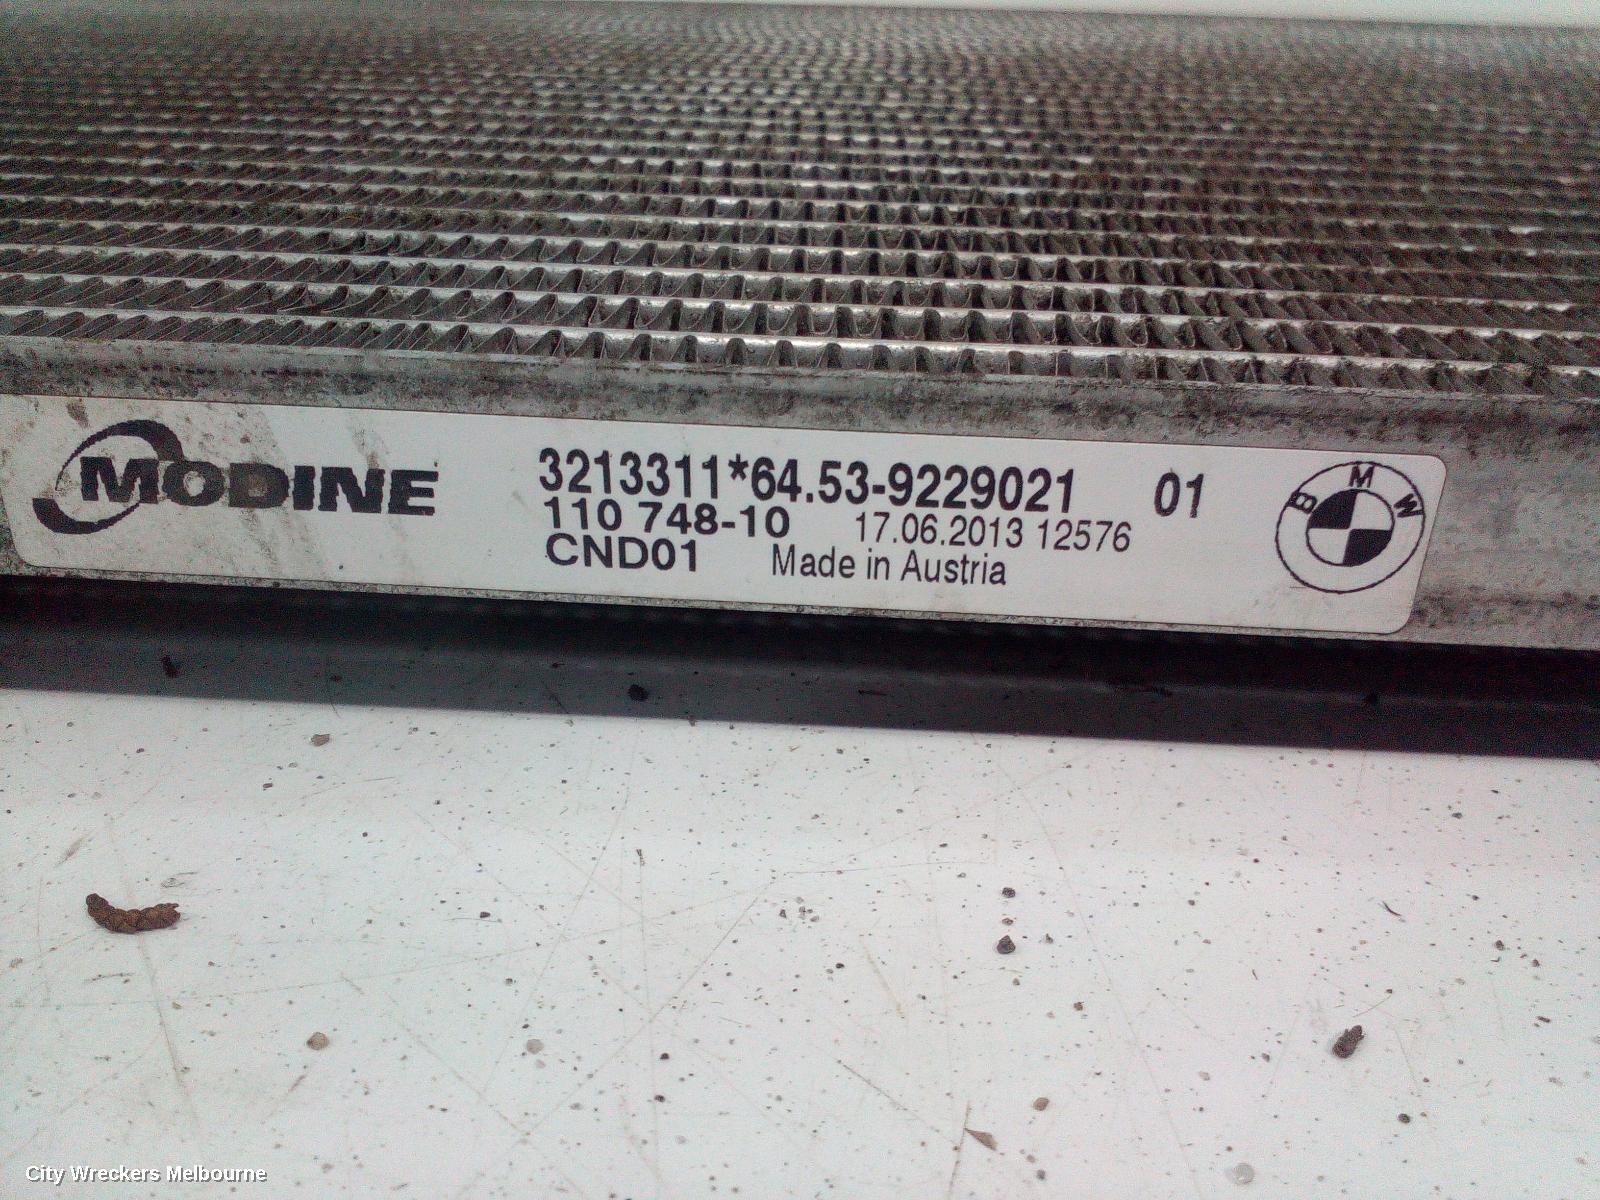 MODINE
3213311*64.53-9229021 01
110 748-10 17.06.2013 12576
CND01 Made in Austria
BMW
City Wreckers Melbourne